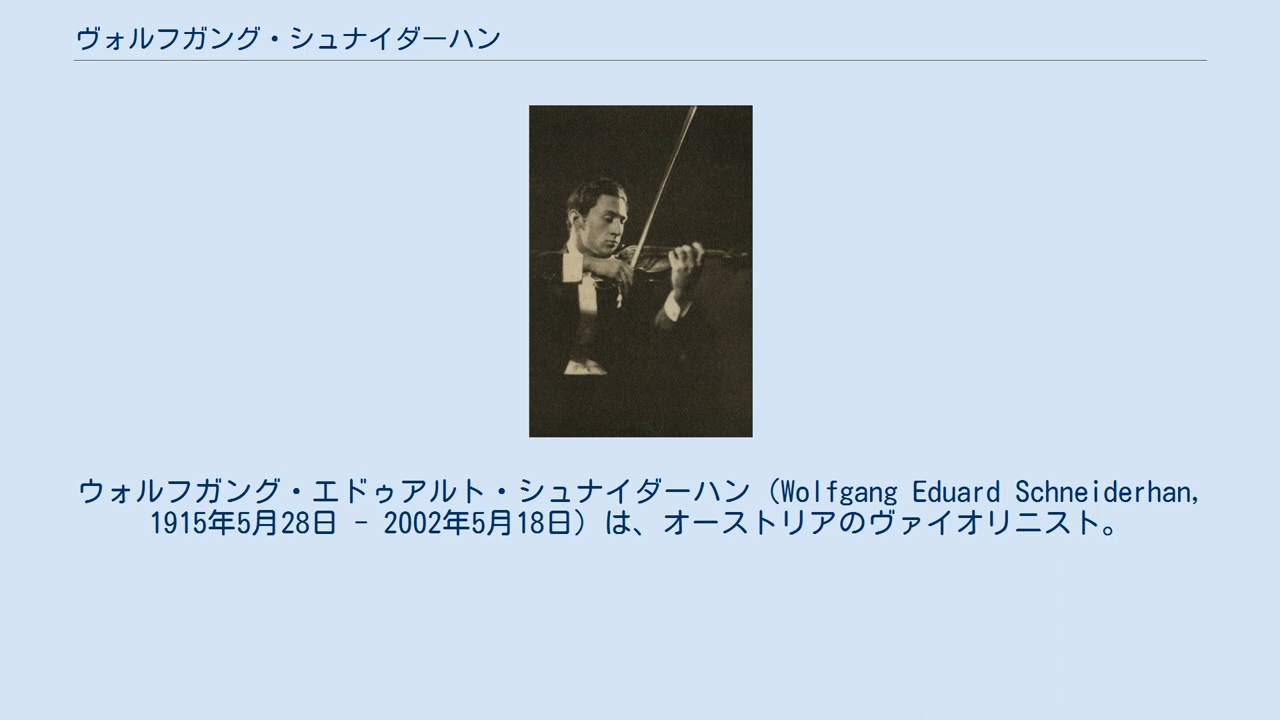 ヴォルフガング・シュナイダーハン
ウォルフガング・エドゥアルト・シュナイダーハン（Wolfgang Eduard Schneiderhan,
1915年5月28日 - 2002年5月18日）は、オーストリアのヴァイオリニスト。